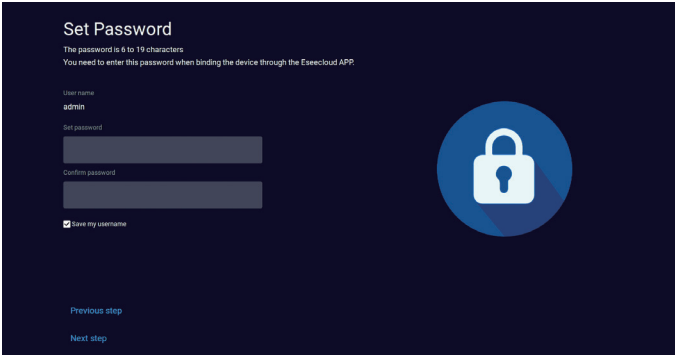 Set Password
The password is 6 to 19 characters
You need to enter this password when binding the device through the Eseecloud APP.
User name
admin
Set password
Confirm password
Save my username
Previous step
Next step